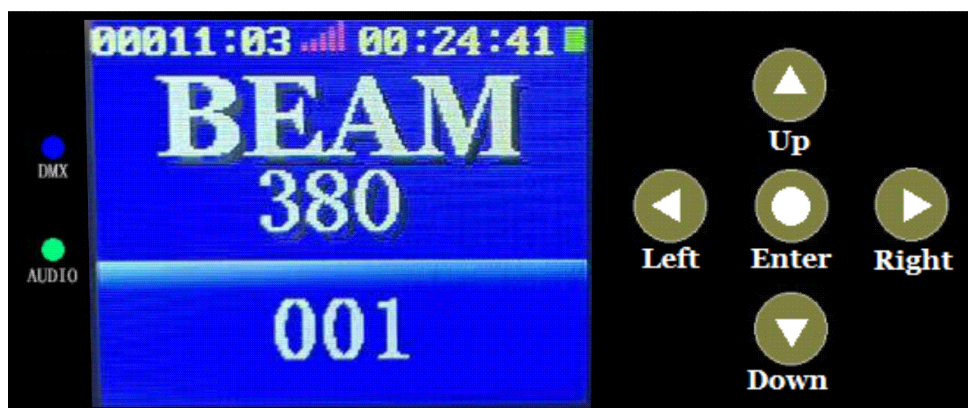 00011:03 00:24:41
BEAM
380
001
DMX
AUDIO
Up
Left Enter Right
Down